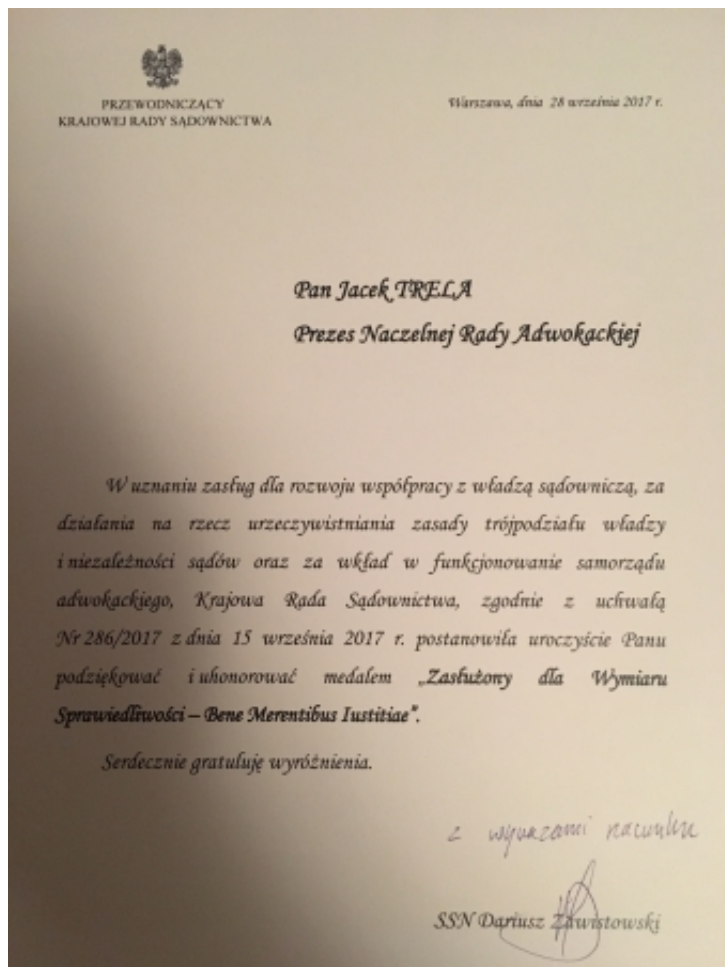 PRZEWODNICZĄCY
KRAJOWEJ RADY SĄDOWNICTWA
Warszawa, dnia 28 września 2017 r.
Pan Jacek TRELA
Prezes Naczelnej Rady Adwokackiej
W uznaniu zasług dla rozwoju współpracy z władzą sądowniczą, za
działania na rzecz urzeczywistniania zasady trójpodziału władzy
i niezależności sądów oraz za wkład w funkcjonowanie samorządu
adwokackiego, Krajowa Rada Sądownictwa, zgodnie z uchwałą
Nr 286/2017 z dnia 15 września 2017 r. postanowiła uroczyście Panu
podziękować i uhonorować medalem „Zasłużony dla Wymiaru
Sprawiedliwości – Bene Merentibus Iustitiae”.
Serdecznie gratuluję wyróżnienia.
z wyrazami szacunku
SSN Dariusz Zawistowski